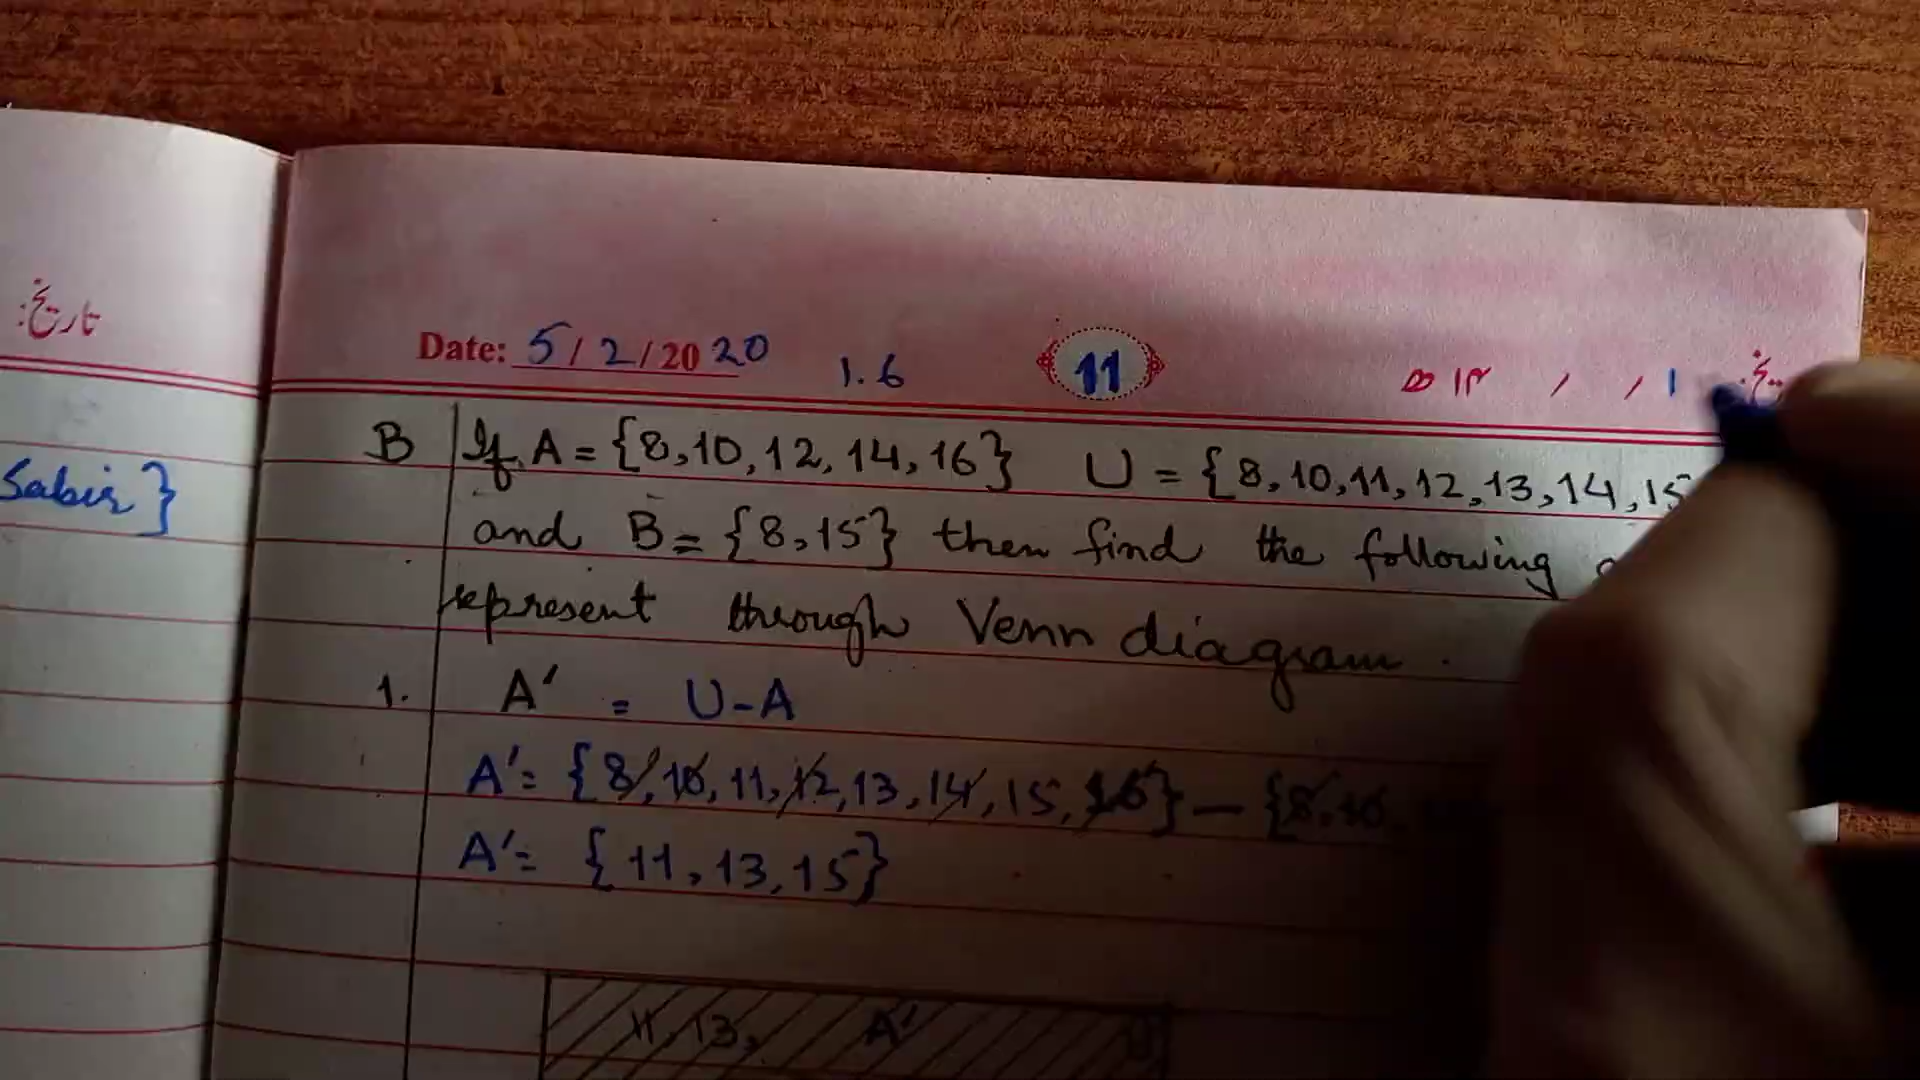 تاریخ:
Date: 5/2/2020 1.6 11 ۱۴ ھ / / ۱
Sabir}
B If A = {8,10,12,14,16} U = {8,10,11,12,13,14,15
and B = {8,15} then find the following
represent through Venn diagram.
1. A' = U-A
A'= {8,10,11,12,13,14,15,16} — {8,10,
A'= {11,13,15}
11,13, A' U